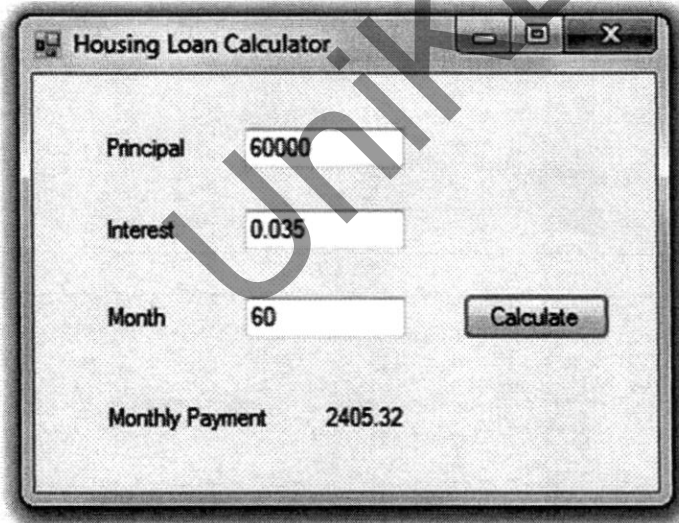 Housing Loan Calculator
Principal 60000
Interest 0.035
Month 60 Calculate
Monthly Payment 2405.32